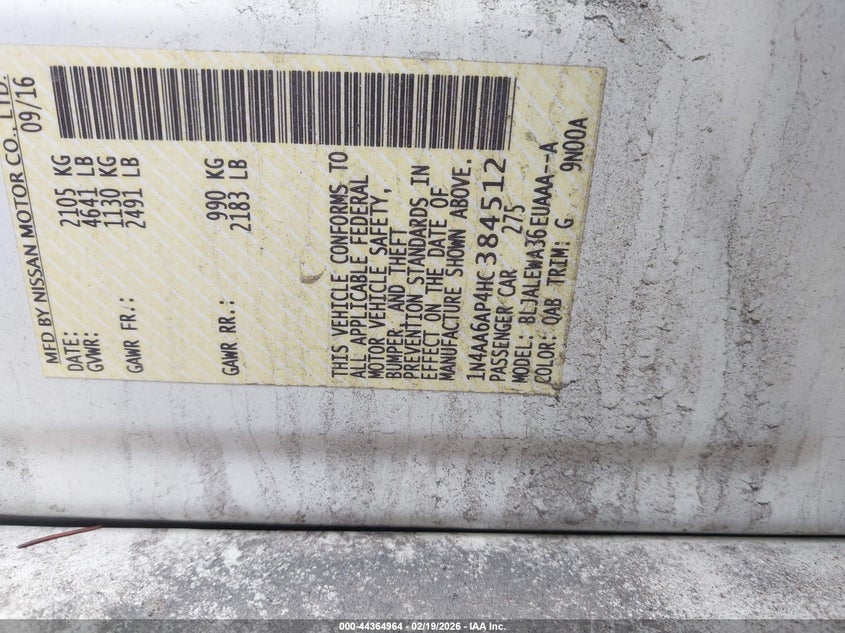 MFD BY NISSAN MOTOR CO., LTD.
DATE: 09/16
GVWR: 2105 KG
4641 LB
GAWR FR.: 1130 KG
2491 LB
GAWR RR.: 990 KG
2183 LB
THIS VEHICLE CONFORMS TO
ALL APPLICABLE FEDERAL
MOTOR VEHICLE SAFETY,
BUMPER, AND THEFT
PREVENTION STANDARDS IN
EFFECT ON THE DATE OF
MANUFACTURE SHOWN ABOVE.
1N4AA6AP4HC384512
PASSENGER CAR 275
MODEL: BLJALEWA36EUAAA--A
COLOR: QAB TRIM: G 9N00A
000-44364964 - 02/19/2026 - IAA Inc.